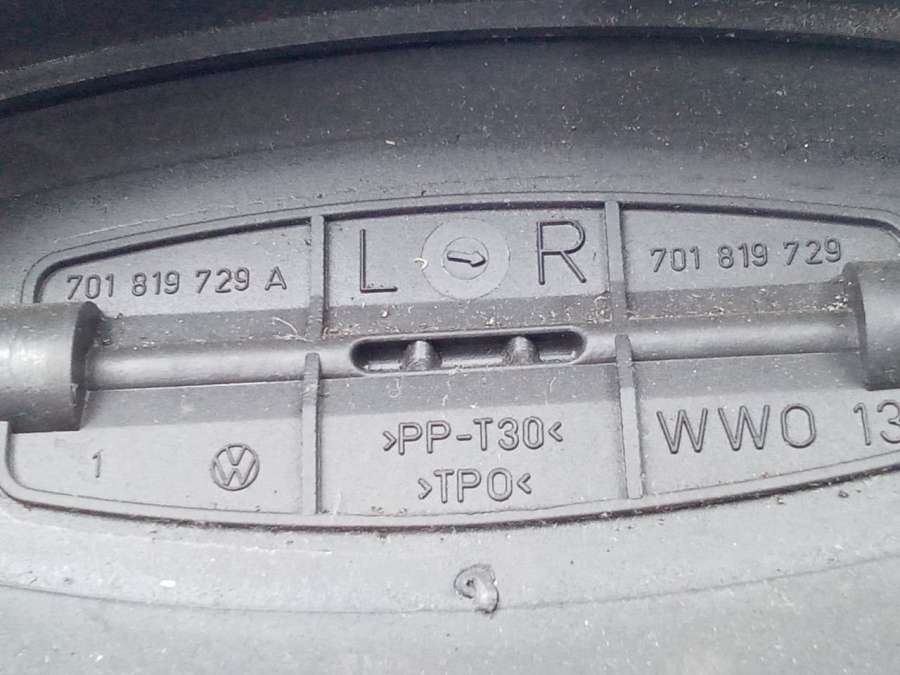 701 819 729 A
L R
701 819 729
1
>PP-T30<
>TPO<
WWO 13